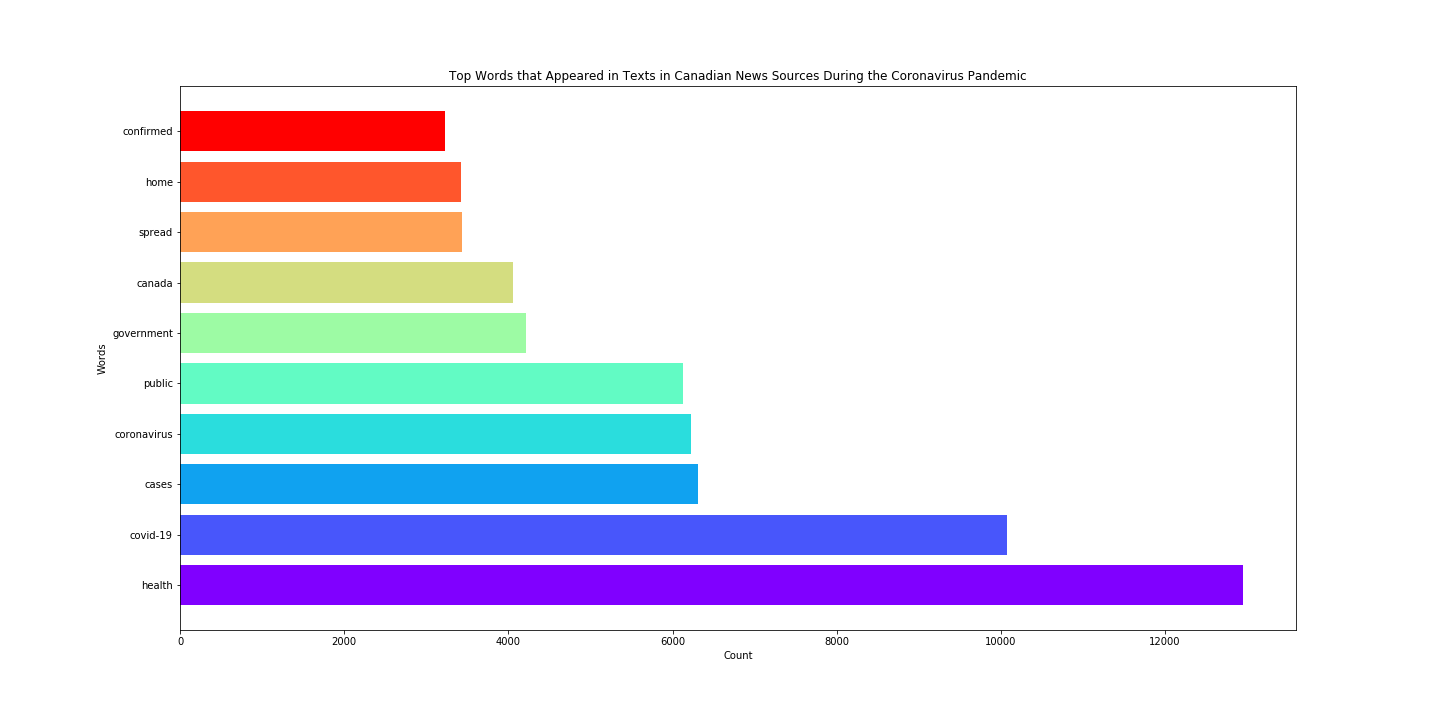 Top Words that Appeared in Texts in Canadian News Sources During the Coronavirus Pandemic
confirmed
home
spread
canada
government
Words
public
coronavirus
cases
covid-19
health
0 2000 4000 6000 8000 10000 12000
Count